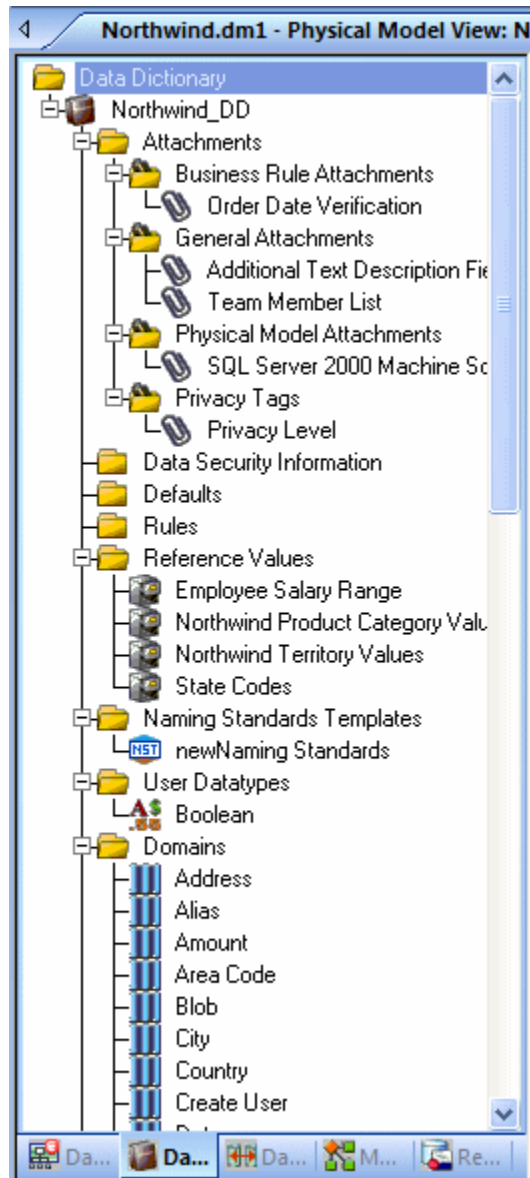 Northwind.dm1 - Physical Model View: N
Data Dictionary
Northwind_DD
Attachments
Business Rule Attachments
Order Date Verification
General Attachments
Additional Text Description Fie
Team Member List
Physical Model Attachments
SQL Server 2000 Machine Sc
Privacy Tags
Privacy Level
Data Security Information
Defaults
Rules
Reference Values
Employee Salary Range
Northwind Product Category Valu
Northwind Territory Values
State Codes
Naming Standards Templates
NST newNaming Standards
User Datatypes
Boolean
Domains
Address
Alias
Amount
Area Code
Blob
City
Country
Create User
Da... Da... Da... M... Re...